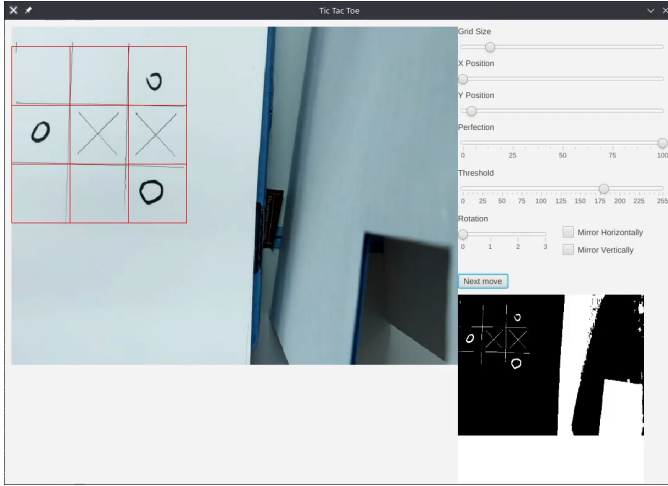 Tic Tac Toe
Grid Size
X Position
Y Position
Perfection
0 25 50 75 100
Threshold
0 25 50 75 100 125 150 175 200 225 255
Rotation
0 1 2 3
Mirror Horizontally
Mirror Vertically
Next move
O
O X X
O